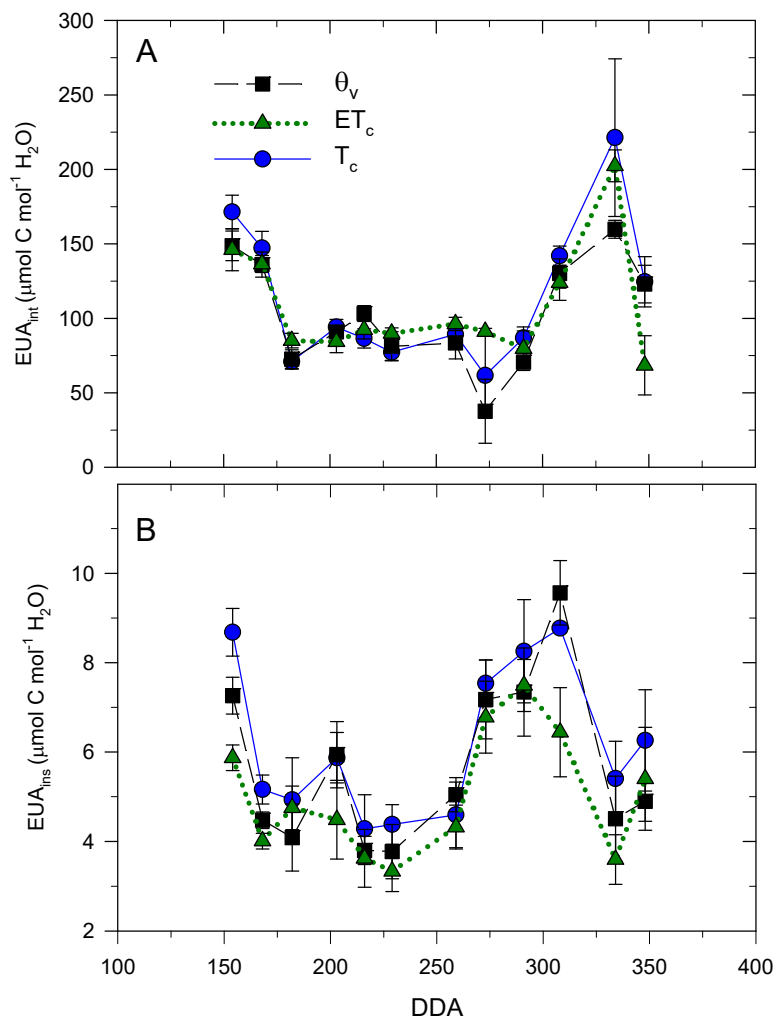 300
A
250
θv
ETc
Tc
200
150
100
50
0
EUAint (μmol C mol-1 H2O)
B
10
8
6
4
2
EUAins (μmol C mol-1 H2O)
100 150 200 250 300 350 400
DDA